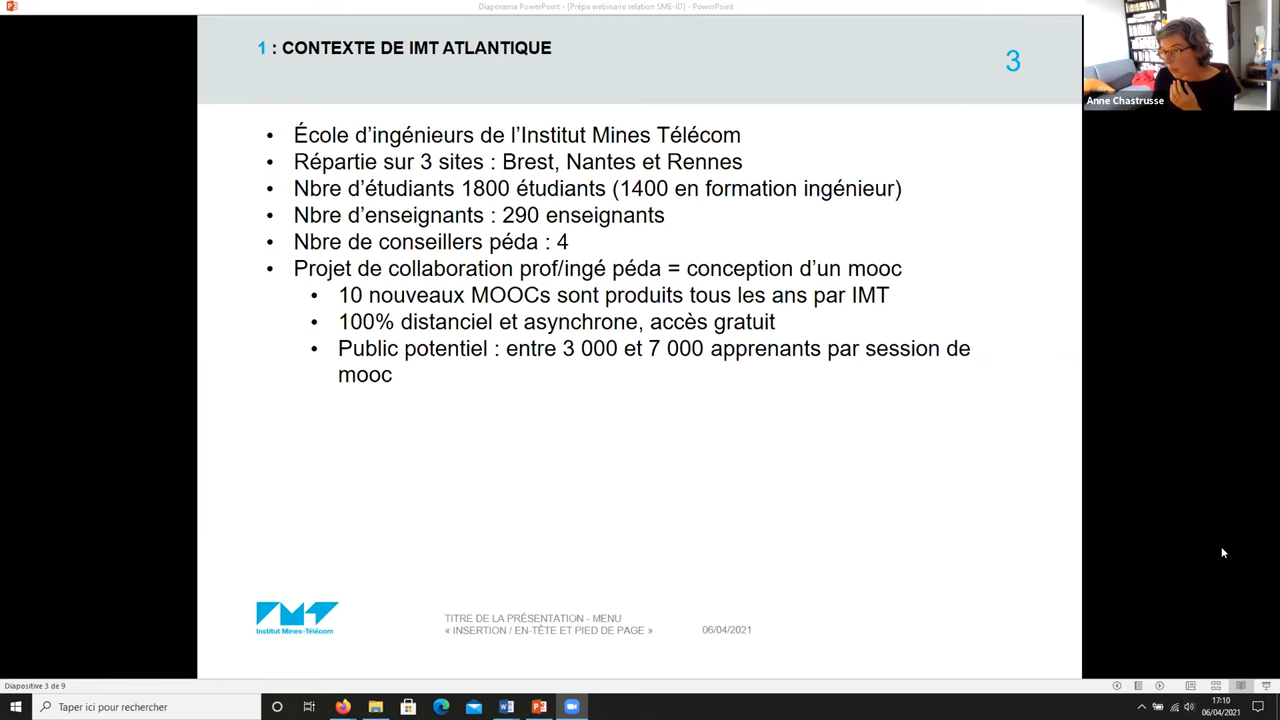 Diaporama PowerPoint - [Prépa webinaire relation SME-ID] - PowerPoint
1 : CONTEXTE DE IMT ATLANTIQUE
3
Anne Chastrusse
• École d’ingénieurs de l’Institut Mines Télécom
• Répartie sur 3 sites : Brest, Nantes et Rennes
• Nbre d’étudiants 1800 étudiants (1400 en formation ingénieur)
• Nbre d’enseignants : 290 enseignants
• Nbre de conseillers péda : 4
• Projet de collaboration prof/ingé péda = conception d’un mooc
• 10 nouveaux MOOCs sont produits tous les ans par IMT
• 100% distanciel et asynchrone, accès gratuit
• Public potentiel : entre 3 000 et 7 000 apprenants par session de
mooc
IMT
Institut Mines-Télécom
TITRE DE LA PRÉSENTATION - MENU
« INSERTION / EN-TÊTE ET PIED DE PAGE »
06/04/2021
Diapositive 3 de 9
Taper ici pour rechercher
17:10
06/04/2021